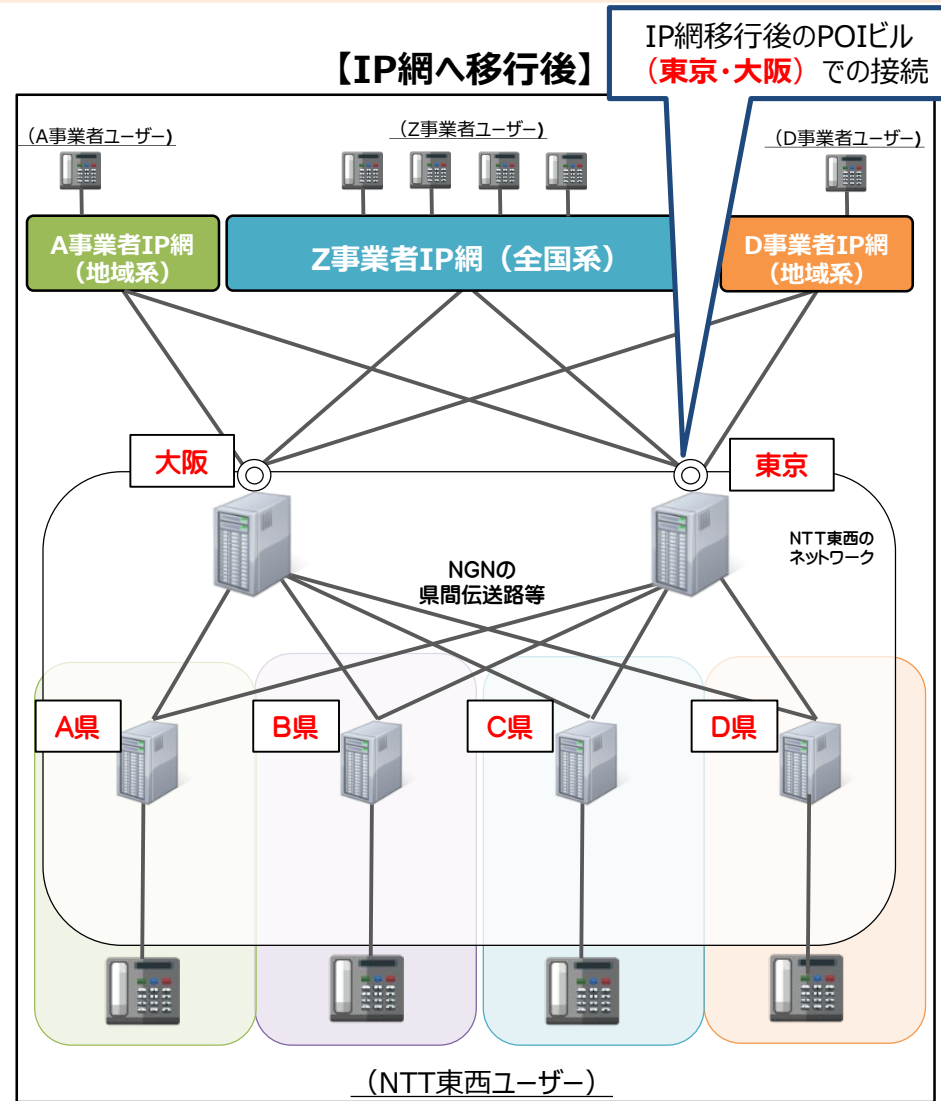 【IP網へ移行後】
IP網移行後のPOIビル
（東京・大阪）での接続
（A事業者ユーザー)
（Z事業者ユーザー)
（D事業者ユーザー)
A事業者IP網
（地域系）
Z事業者IP網（全国系）
D事業者IP網
（地域系）
大阪
東京
NTT東西の
ネットワーク
NGNの
県間伝送路等
A県
B県
C県
D県
（NTT東西ユーザー）